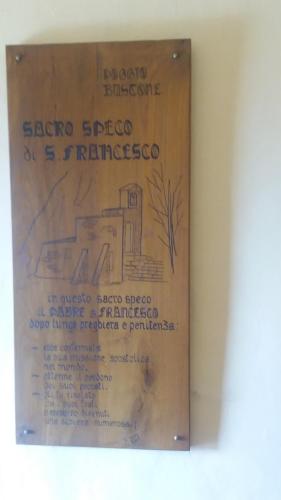 POGGIO
BUSTONE
SACRO SPECO
di S. FRANCESCO
in questo sacro speco
il PADRE S. FRANCESCO
dopo lunga preghiera e penitenza:
— ebbe confermata
la sua missione apostolica
nel mondo.
— ottenne il perdono
dei suoi peccati.
— gli fu rivelato
che i suoi frati
sarebbero divenuti
una schiera numerosa!